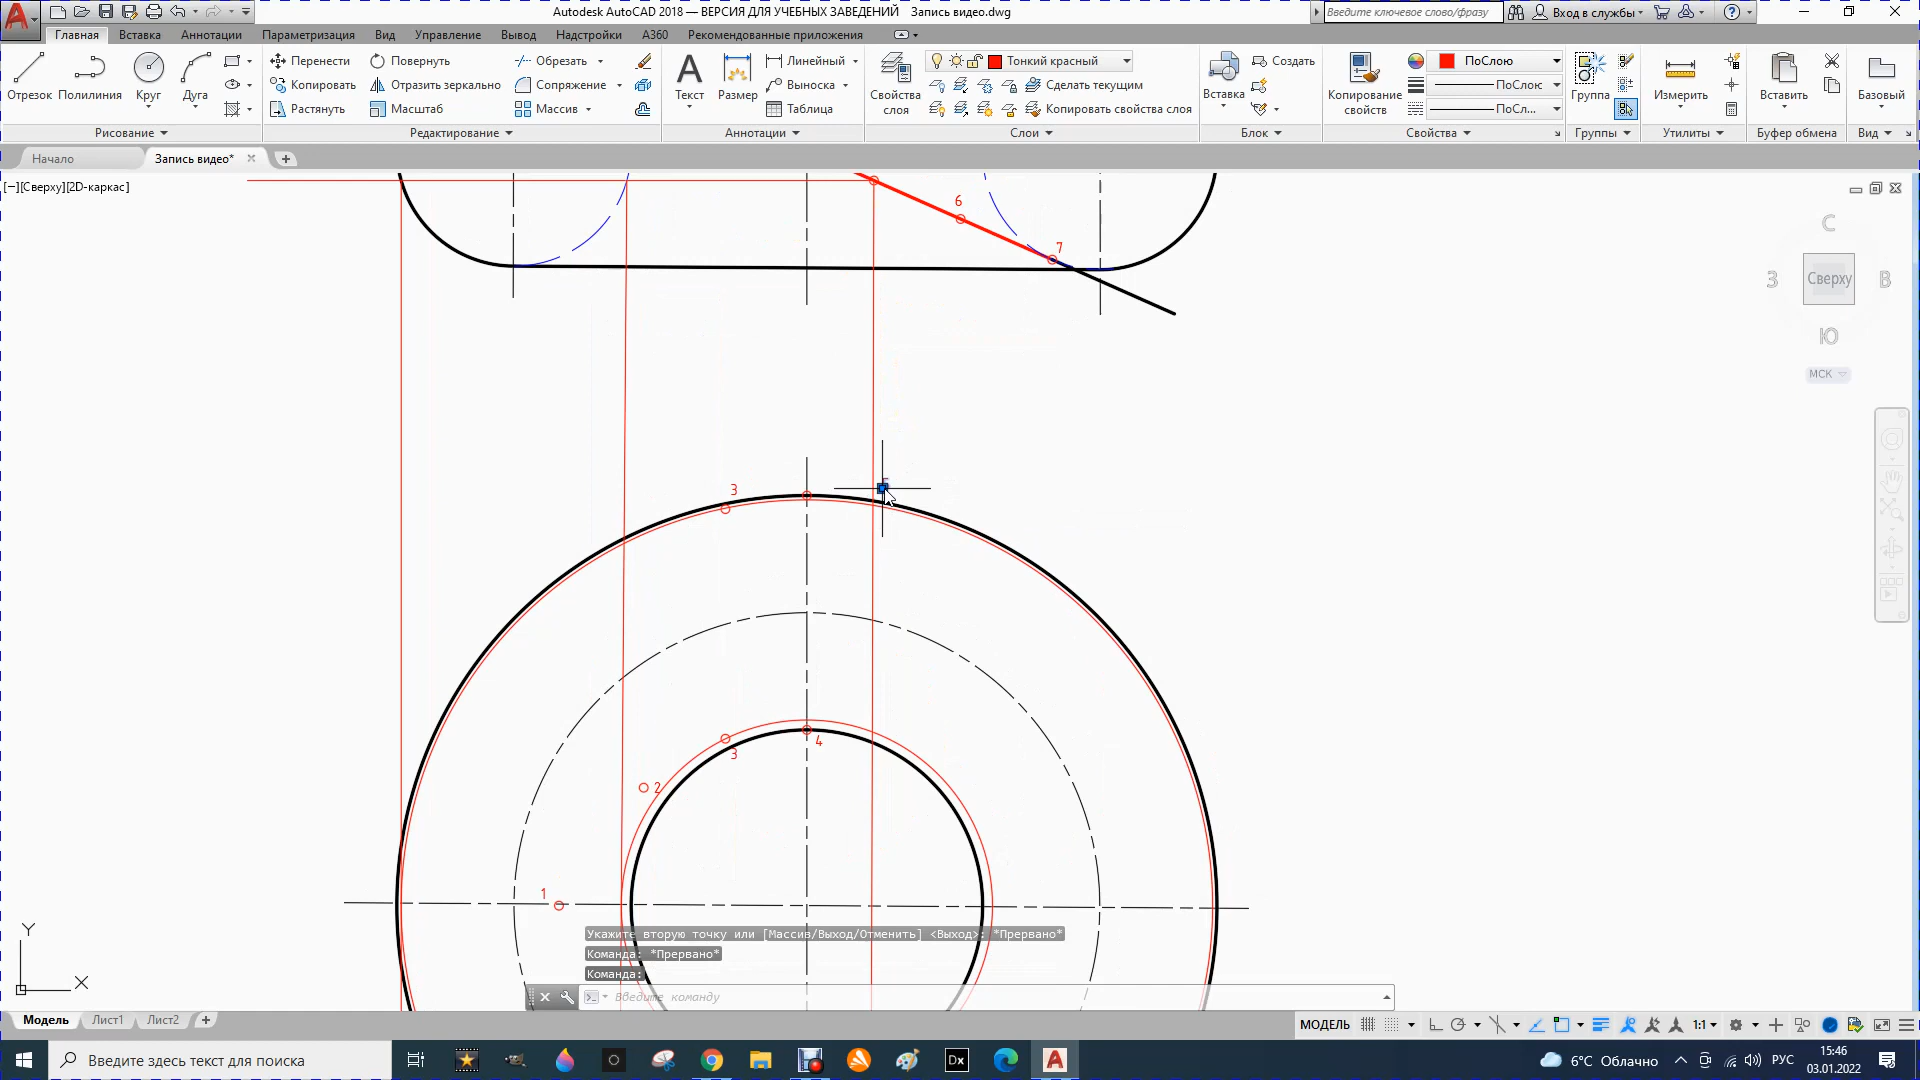 Autodesk AutoCAD 2018 — ВЕРСИЯ ДЛЯ УЧЕБНЫХ ЗАВЕДЕНИЙ Запись видео.dwg
Введите ключевое слово/фразу
Вход в службы
Главная Вставка Аннотации Параметризация Вид Управление Вывод Надстройки A360 Рекомендованные приложения
Отрезок Полилиния Круг Дуга
Рисование
Перенести Повернуть Обрезать
Копировать Отразить зеркально Сопряжение
Растянуть Масштаб Массив
Редактирование
Текст Размер
Линейный
Выноска
Таблица
Аннотации
Свойства слоя
Тонкий красный
Сделать текущим
Копировать свойства слоя
Слои
Вставка
Создать
Блок
Копирование свойств
ПоСлою
ПоСлою
ПоСл...
Свойства
Группа
Группы
Измерить
Утилиты
Вставить
Буфер обмена
Базовый
Вид
Начало
Запись видео*
[−][Сверху][2D-каркас]
С
З Сверху В
Ю
МСК
6
7
3
4
3
2
1
Y
X
Укажите вторую точку или [Массив/Выход/Отменить] <Выход>: *Прервано*
Команда: *Прервано*
Команда:
Введите команду
Модель Лист1 Лист2
МОДЕЛЬ
1:1
Введите здесь текст для поиска
Dx
6°C Облачно
РУС
15:46
03.01.2022